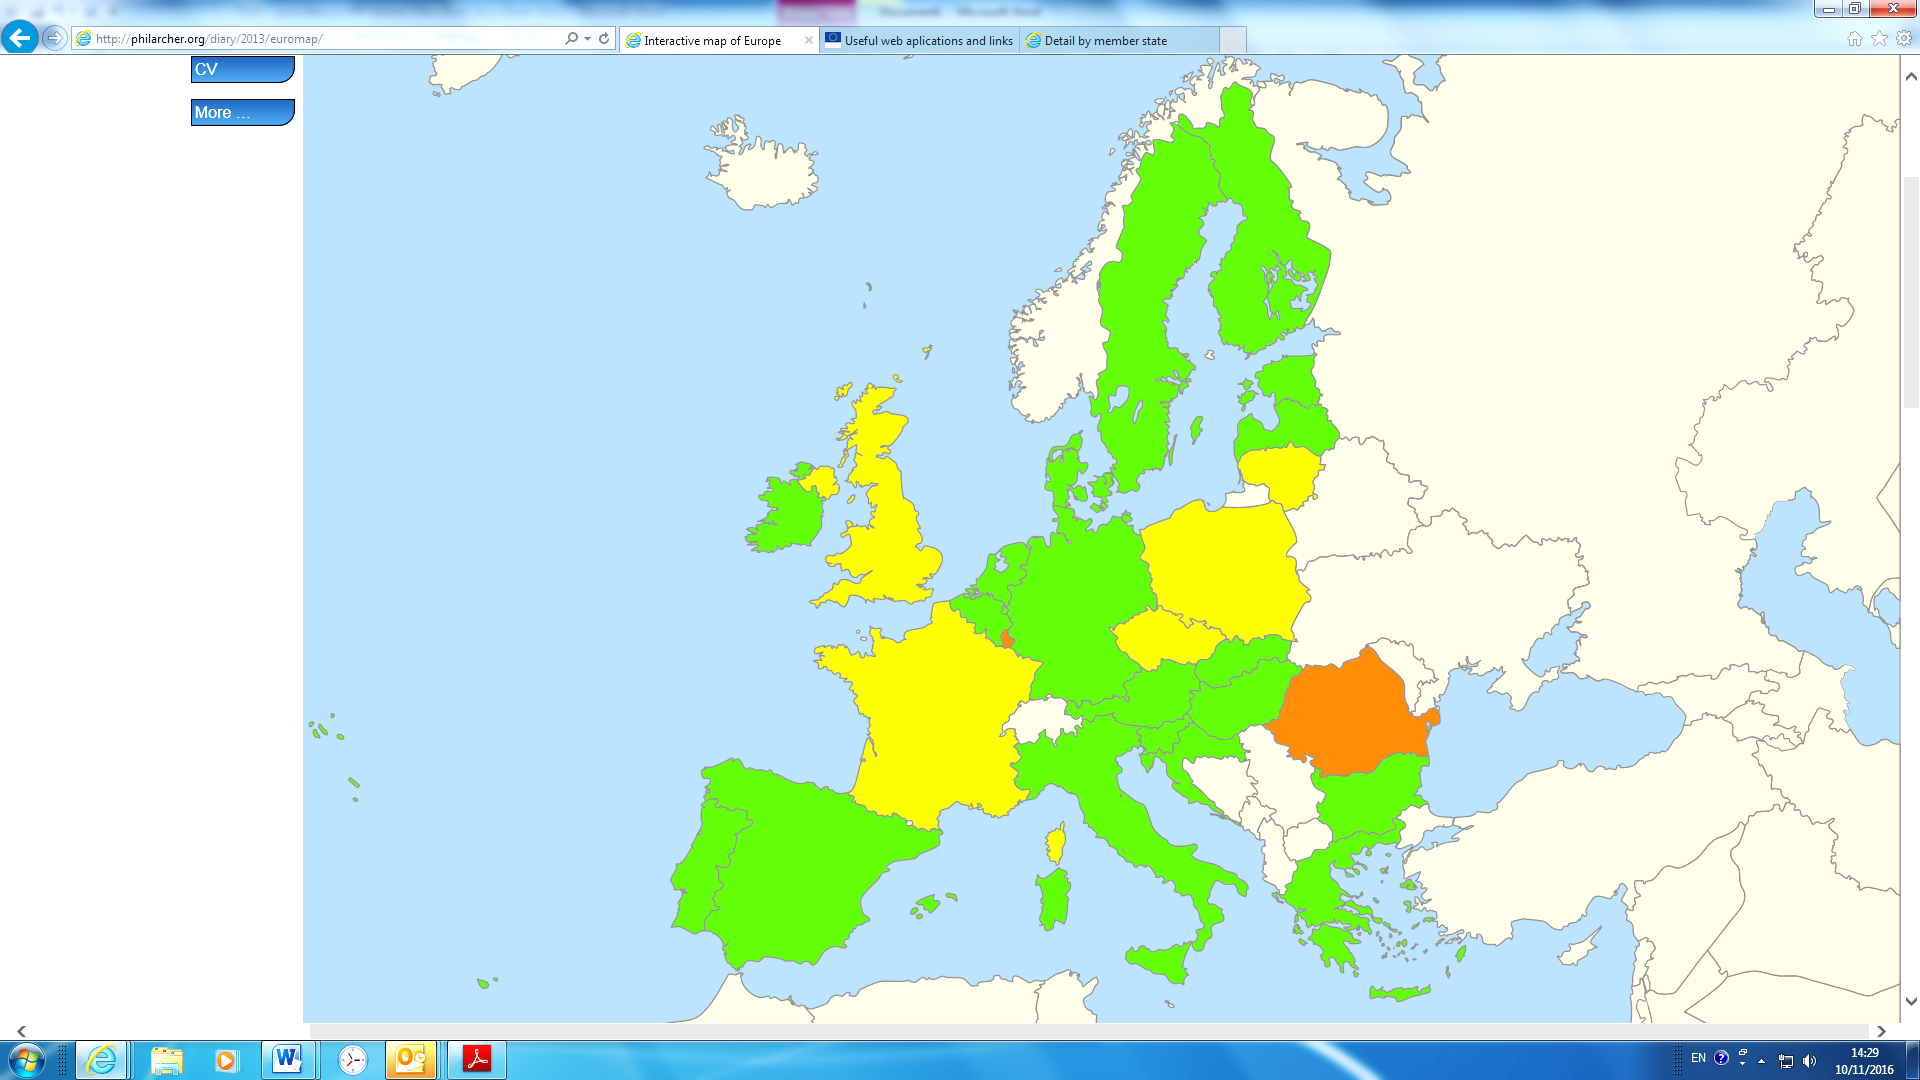 http://philarcher.org/diary/2013/euromap/
Interactive map of Europe
Useful web aplications and links
Detail by member state
CV
More ...
EN
14:29
10/11/2016